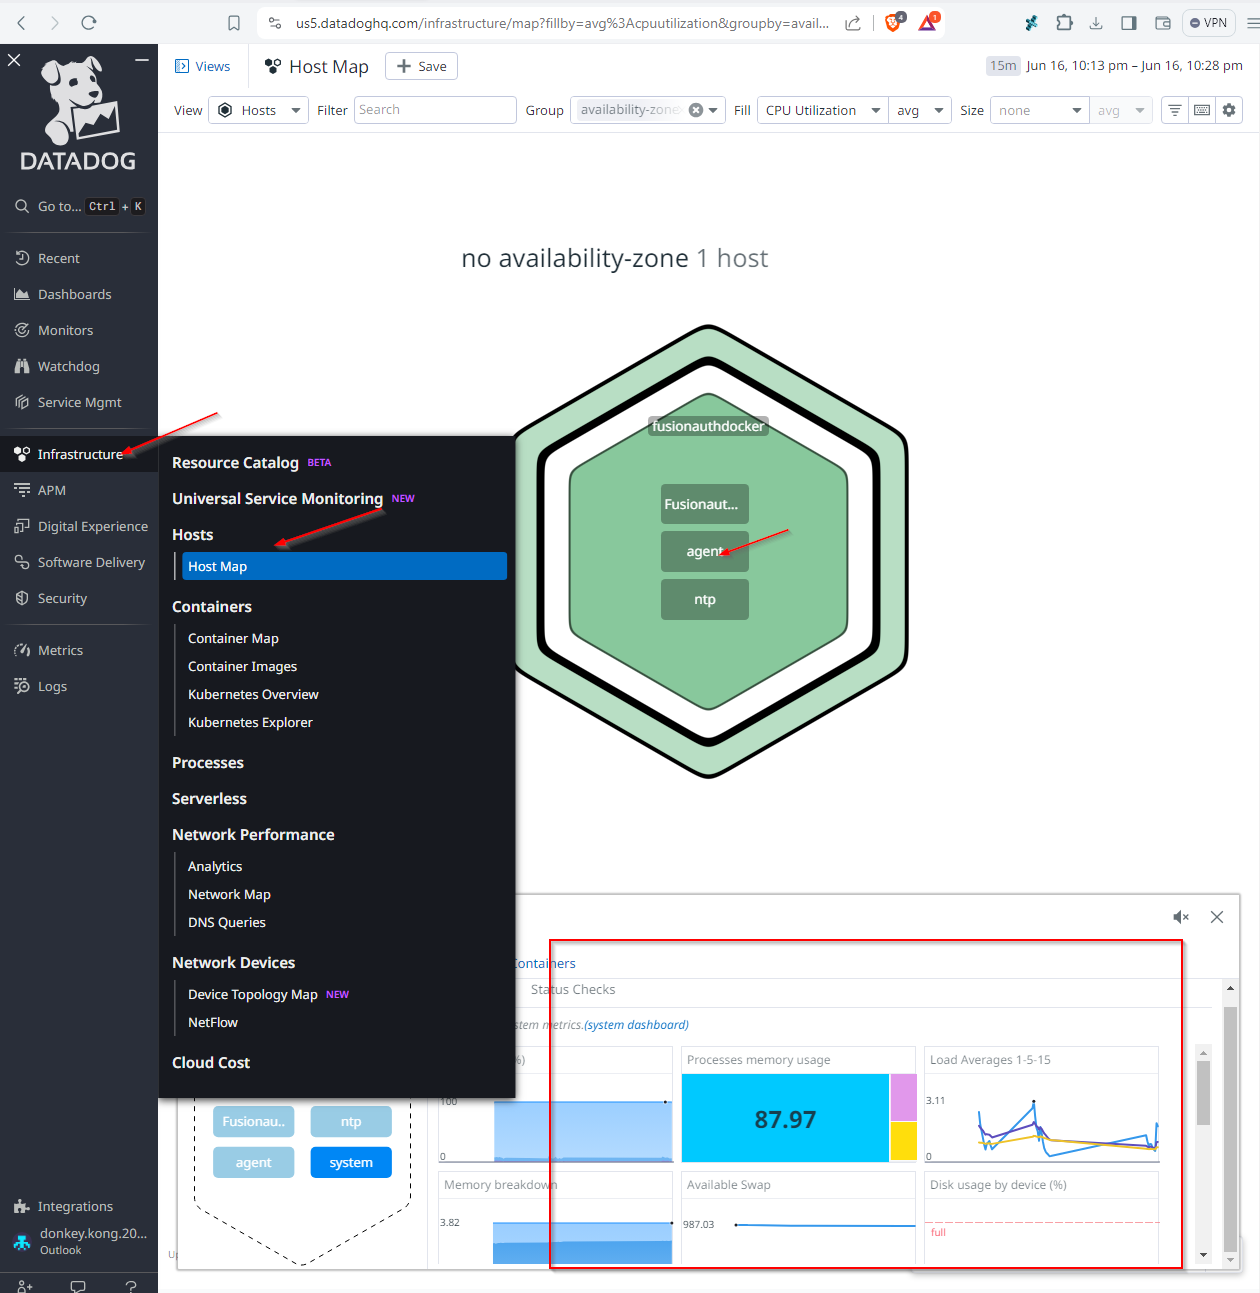 us5.datadoghq.com/infrastructure/map?fillby=avg%3Acpuutilization&groupby=avail...
4
1
VPN
DATADOG
Go to... Ctrl + K
Recent
Dashboards
Monitors
Watchdog
Service Mgmt
Infrastructure
APM
Digital Experience
Software Delivery
Security
Metrics
Logs
Integrations
donkey.kong.20...
Outlook
Views
Host Map
Save
15m Jun 16, 10:13 pm – Jun 16, 10:28 pm
View Hosts Filter Search Group availability-zone Fill CPU Utilization avg Size none avg
no availability-zone 1 host
fusionauthdocker
Fusionaut...
agent
ntp
Resource Catalog BETA
Universal Service Monitoring NEW
Hosts
Host Map
Containers
Container Map
Container Images
Kubernetes Overview
Kubernetes Explorer
Processes
Serverless
Network Performance
Analytics
Network Map
DNS Queries
Network Devices
Device Topology Map NEW
NetFlow
Cloud Cost
Containers
Status Checks
stem metrics.(system dashboard)
%)
100
0
Processes memory usage
87.97
Load Averages 1-5-15
3.11
0
Fusionau..
ntp
agent
system
Memory breakdown
3.82
Available Swap
987.03
Disk usage by device (%)
full
Up